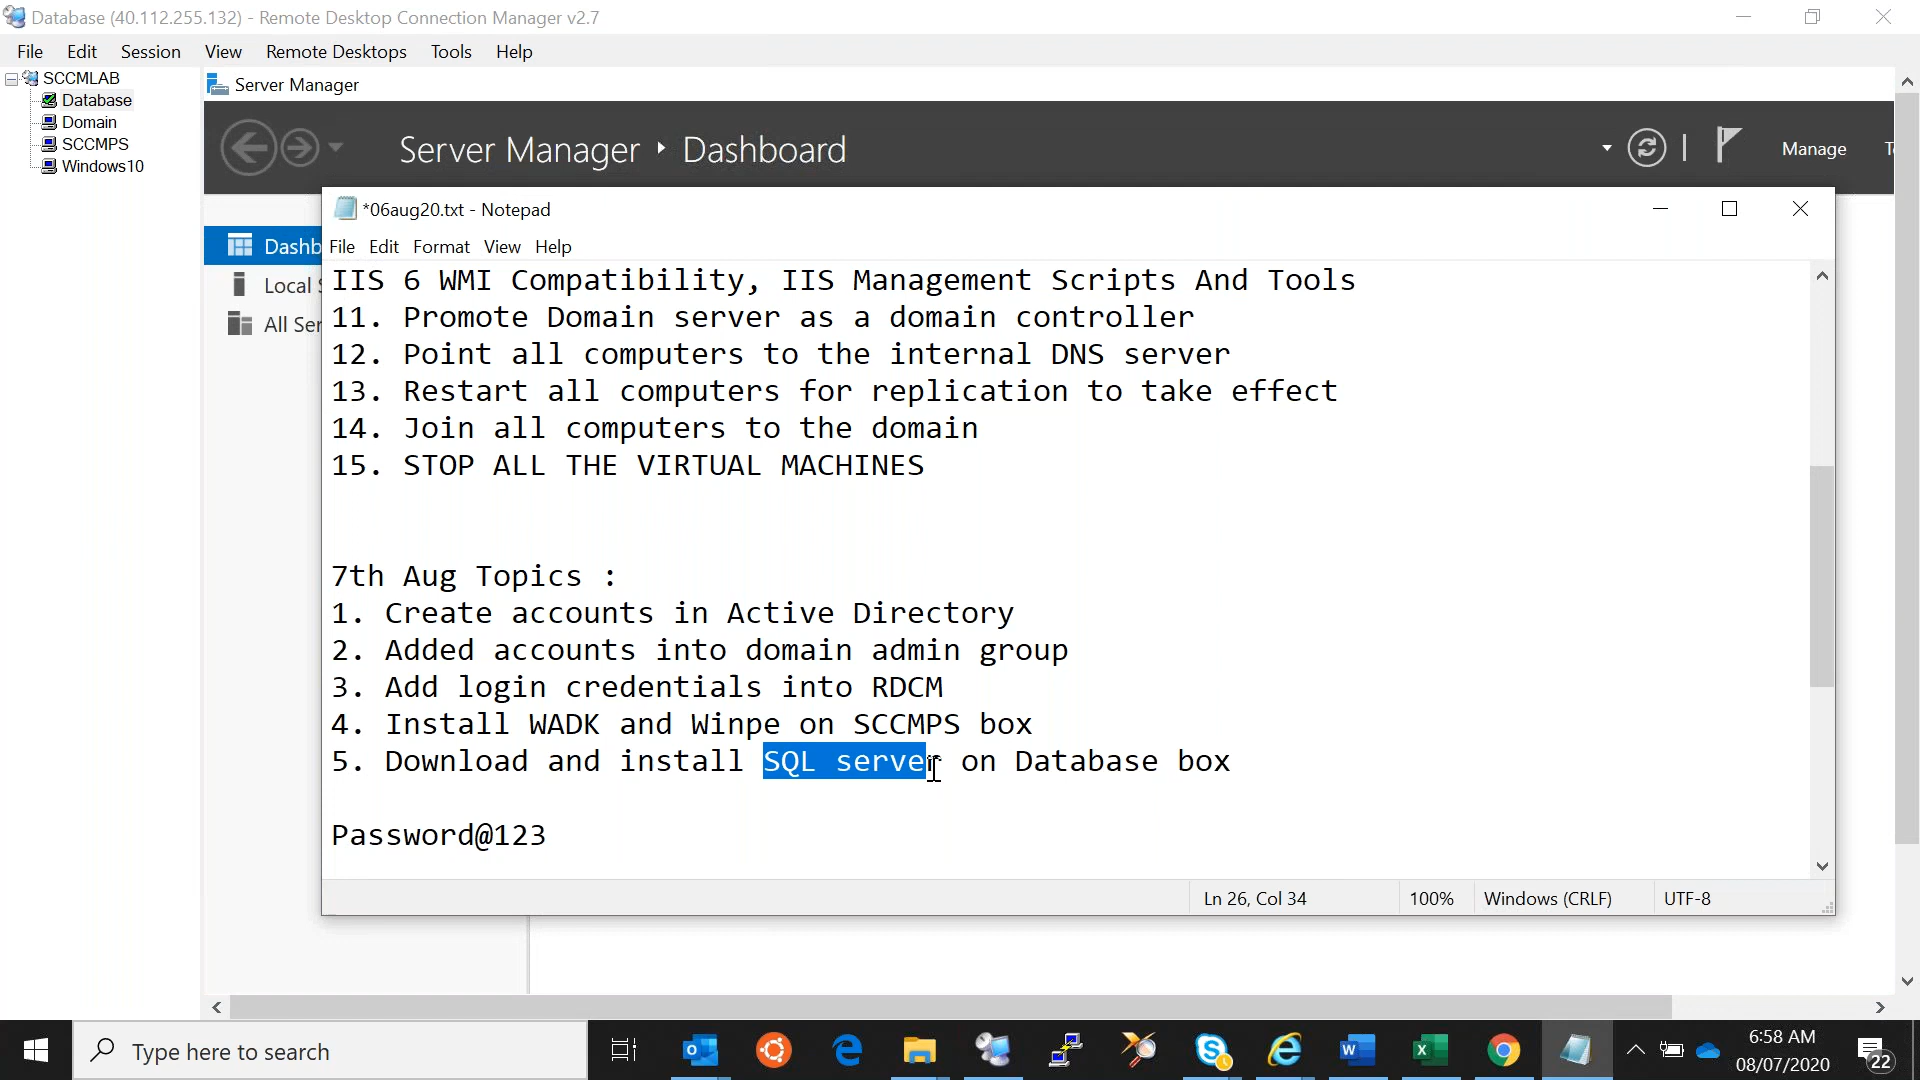 Database (40.112.255.132) - Remote Desktop Connection Manager v2.7
File Edit Session View Remote Desktops Tools Help
SCCMLAB
Database
Domain
SCCMPS
Windows10
Server Manager
Server Manager Dashboard
Manage
Dashb
Local
All Ser
*06aug20.txt - Notepad
File Edit Format View Help
IIS 6 WMI Compatibility, IIS Management Scripts And Tools
11. Promote Domain server as a domain controller
12. Point all computers to the internal DNS server
13. Restart all computers for replication to take effect
14. Join all computers to the domain
15. STOP ALL THE VIRTUAL MACHINES
7th Aug Topics :
1. Create accounts in Active Directory
2. Added accounts into domain admin group
3. Add login credentials into RDCM
4. Install WADK and Winpe on SCCMPS box
5. Download and install SQL server on Database box
Password@123
Ln 26, Col 34 100% Windows (CRLF) UTF-8
Type here to search
6:58 AM
08/07/2020
22